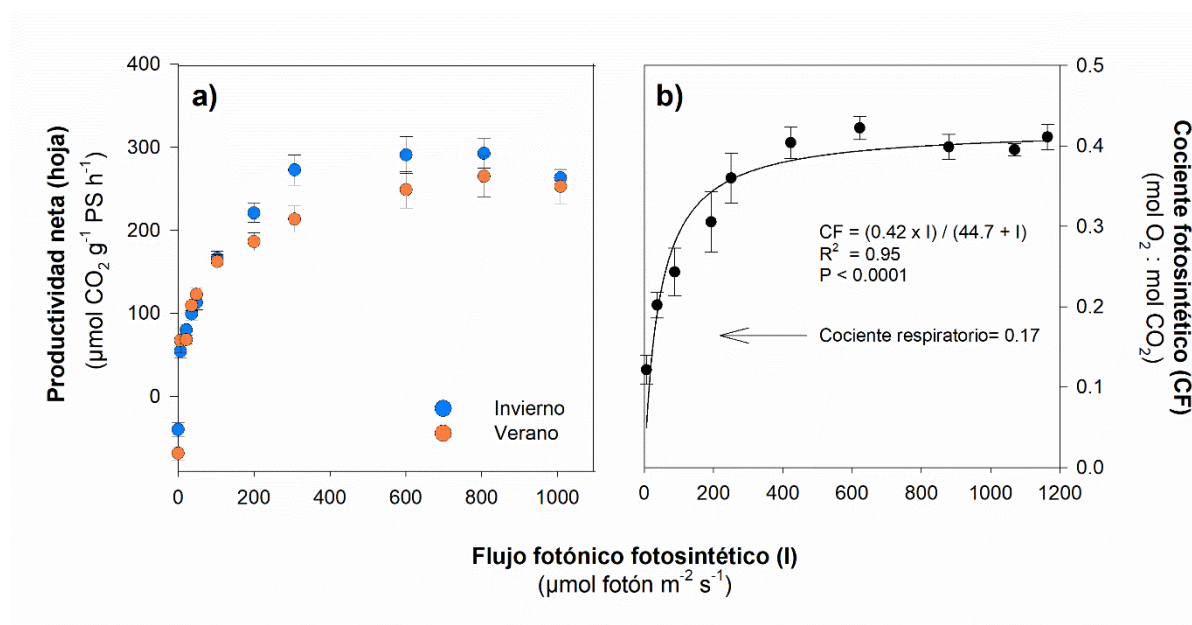 a)
Productividad neta (hoja)
(µmol CO₂ g⁻¹ PS h⁻¹)
400
300
200
100
0
Invierno
Verano
0 200 400 600 800 1000
b)
0.5
0.4
0.3
0.2
0.1
0.0
CF = (0.42 x I) / (44.7 + I)
R² = 0.95
P < 0.0001
Cociente respiratorio= 0.17
0 200 400 600 800 1000 1200
Cociente fotosintético (CF)
(mol O₂ : mol CO₂)
Flujo fotónico fotosintético (I)
(µmol fotón m⁻² s⁻¹)